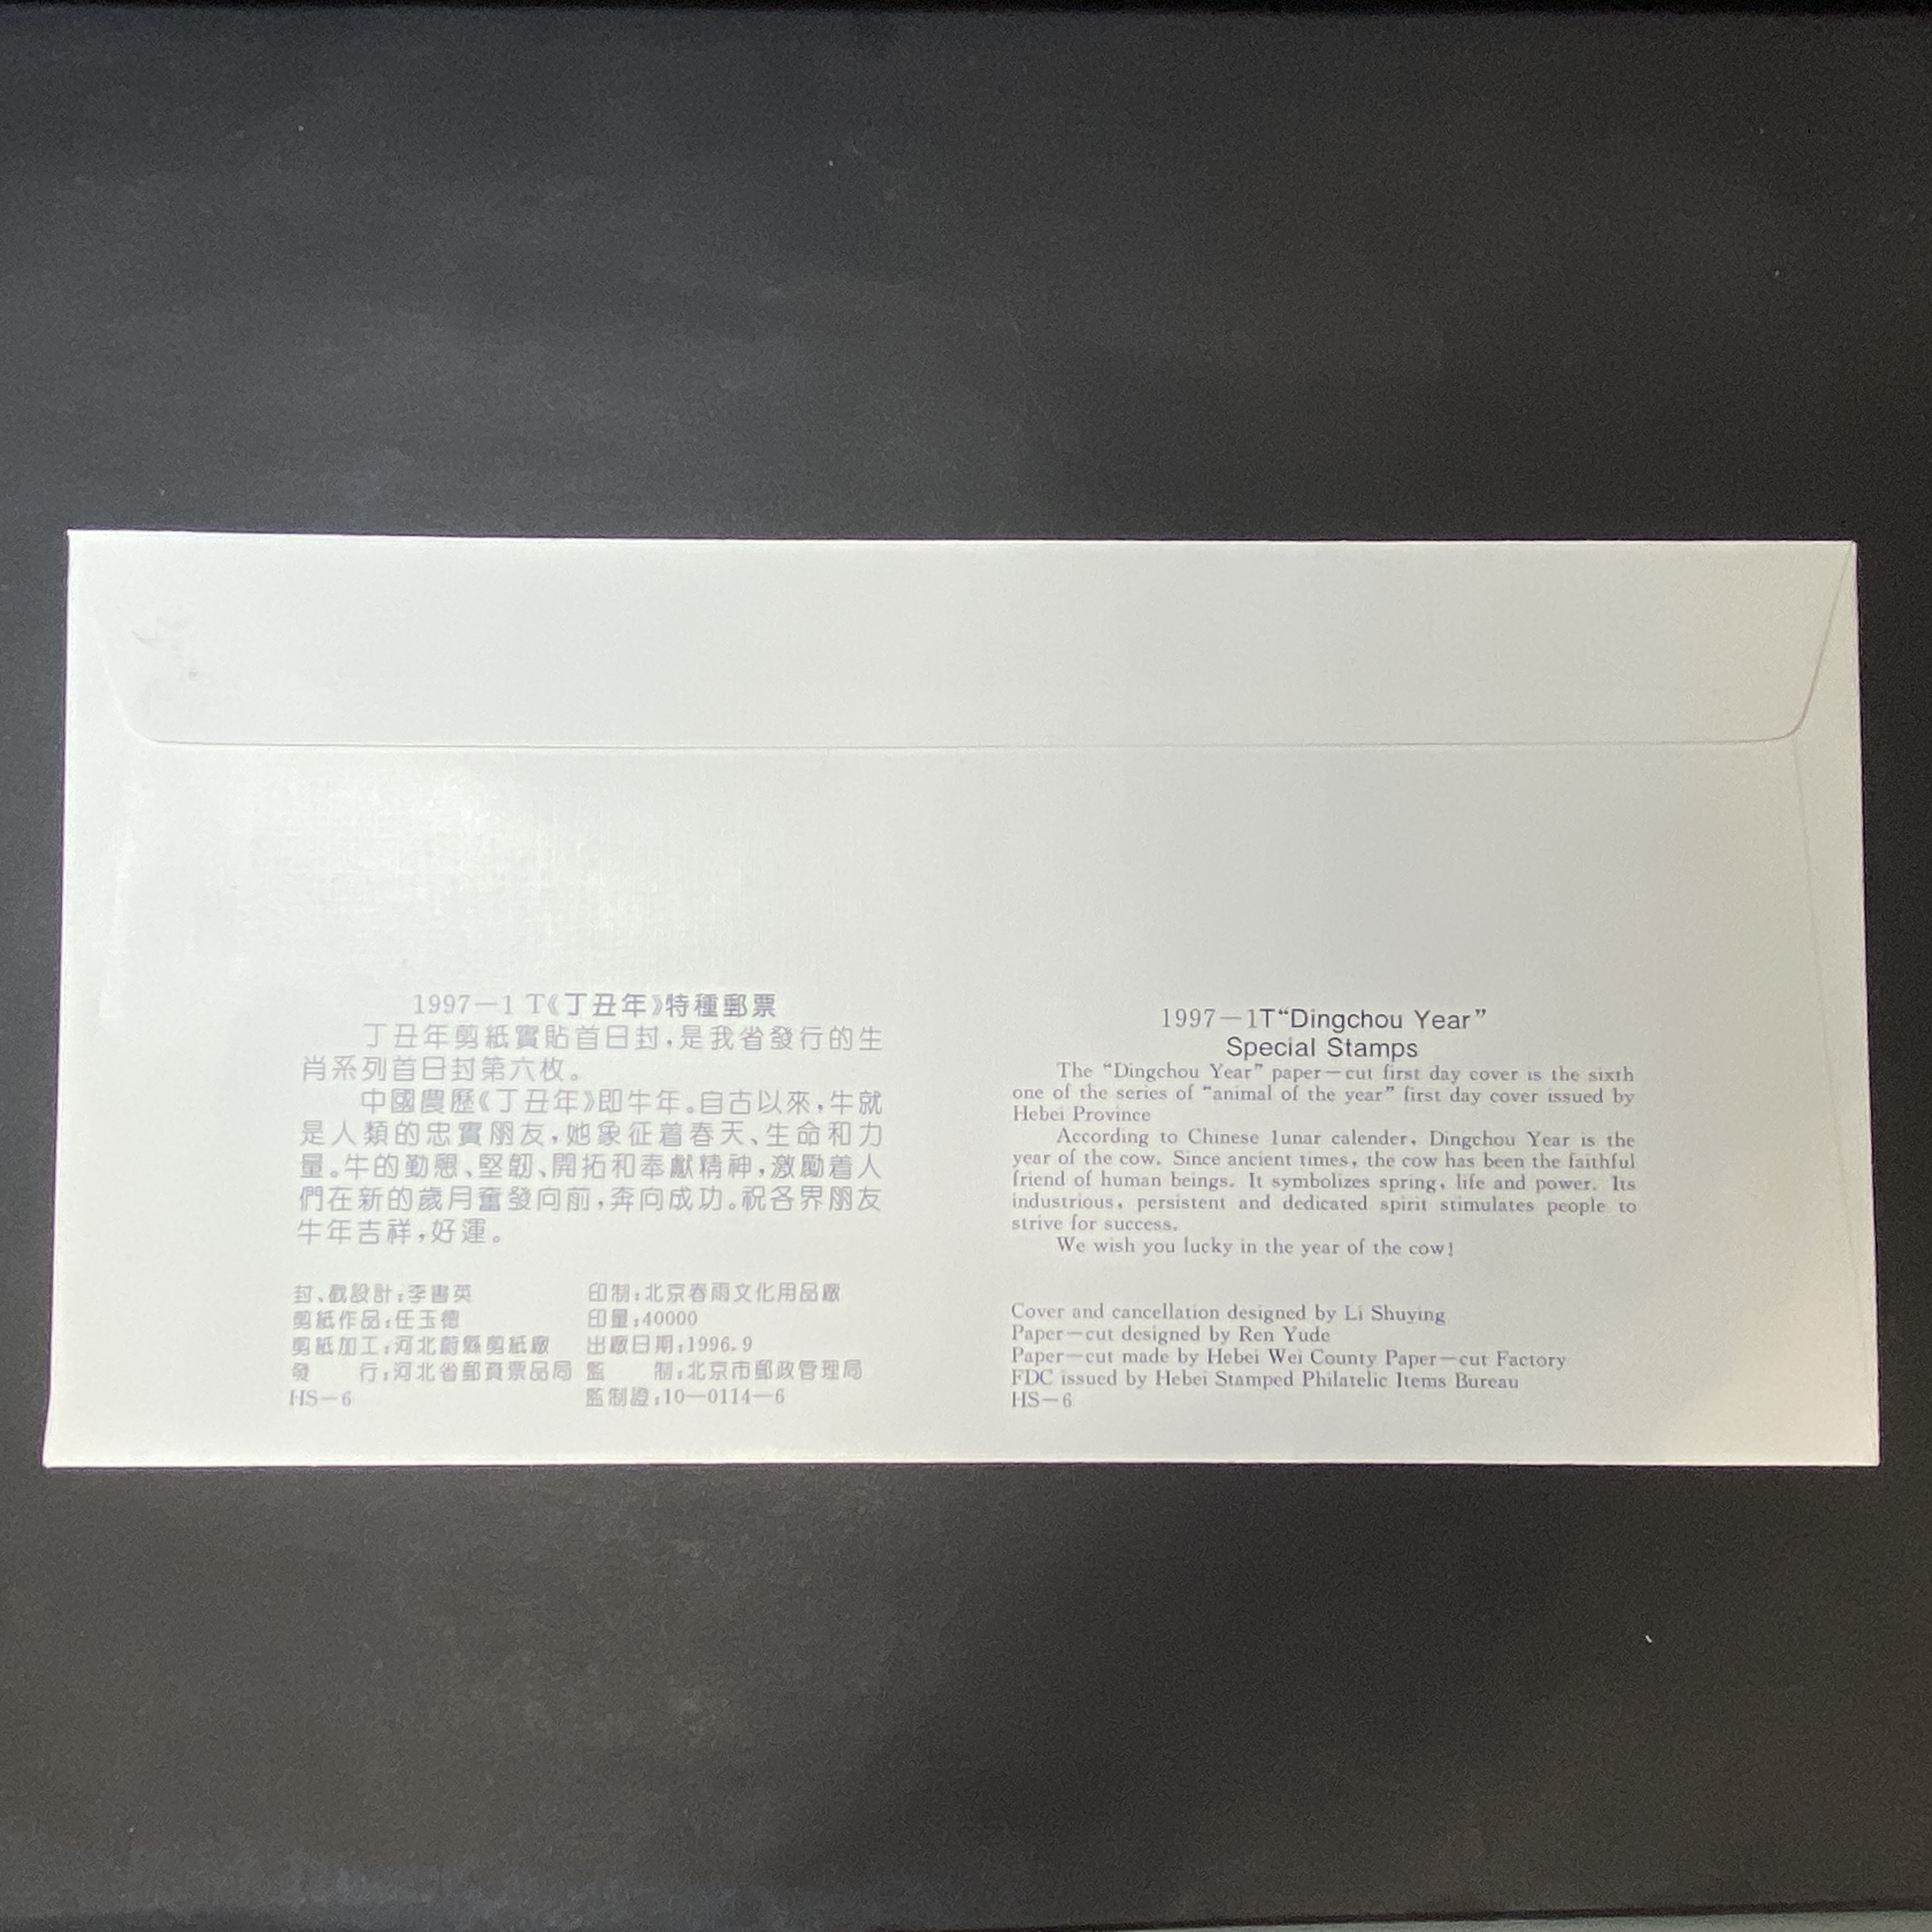 1997—1 T《丁丑年》特種郵票
丁丑年剪紙實貼首日封,是我省發行的生
肖系列首日封第六枚。
中國農歷《丁丑年》即牛年。自古以來,牛就
是人類的忠實朋友,她象征着春天、生命和力
量。牛的勤懇、堅韌、開拓和奉獻精神,激勵着人
們在新的歲月奮發向前,奔向成功。祝各界朋友
牛年吉祥,好運。
封、戳設計:李書英
剪紙作品:任玉德
剪紙加工:河北蔚縣剪紙廠
發 行:河北省郵資票品局
HS—6
印制:北京春雨文化用品廠
印量:40000
出廠日期:1996.9
監 制:北京市郵政管理局
監制證:10—0114—6
1997—1T“Dingchou Year”
Special Stamps
The “Dingchou Year” paper—cut first day cover is the sixth
one of the series of “animal of the year” first day cover issued by
Hebei Province
According to Chinese lunar calender, Dingchou Year is the
year of the cow. Since ancient times, the cow has been the faithful
friend of human beings. It symbolizes spring, life and power. Its
industrious, persistent and dedicated spirit stimulates people to
strive for success.
We wish you lucky in the year of the cow!
Cover and cancellation designed by Li Shuying
Paper—cut designed by Ren Yude
Paper—cut made by Hebei Wei County Paper—cut Factory
FDC issued by Hebei Stamped Philatelic Items Bureau
HS—6